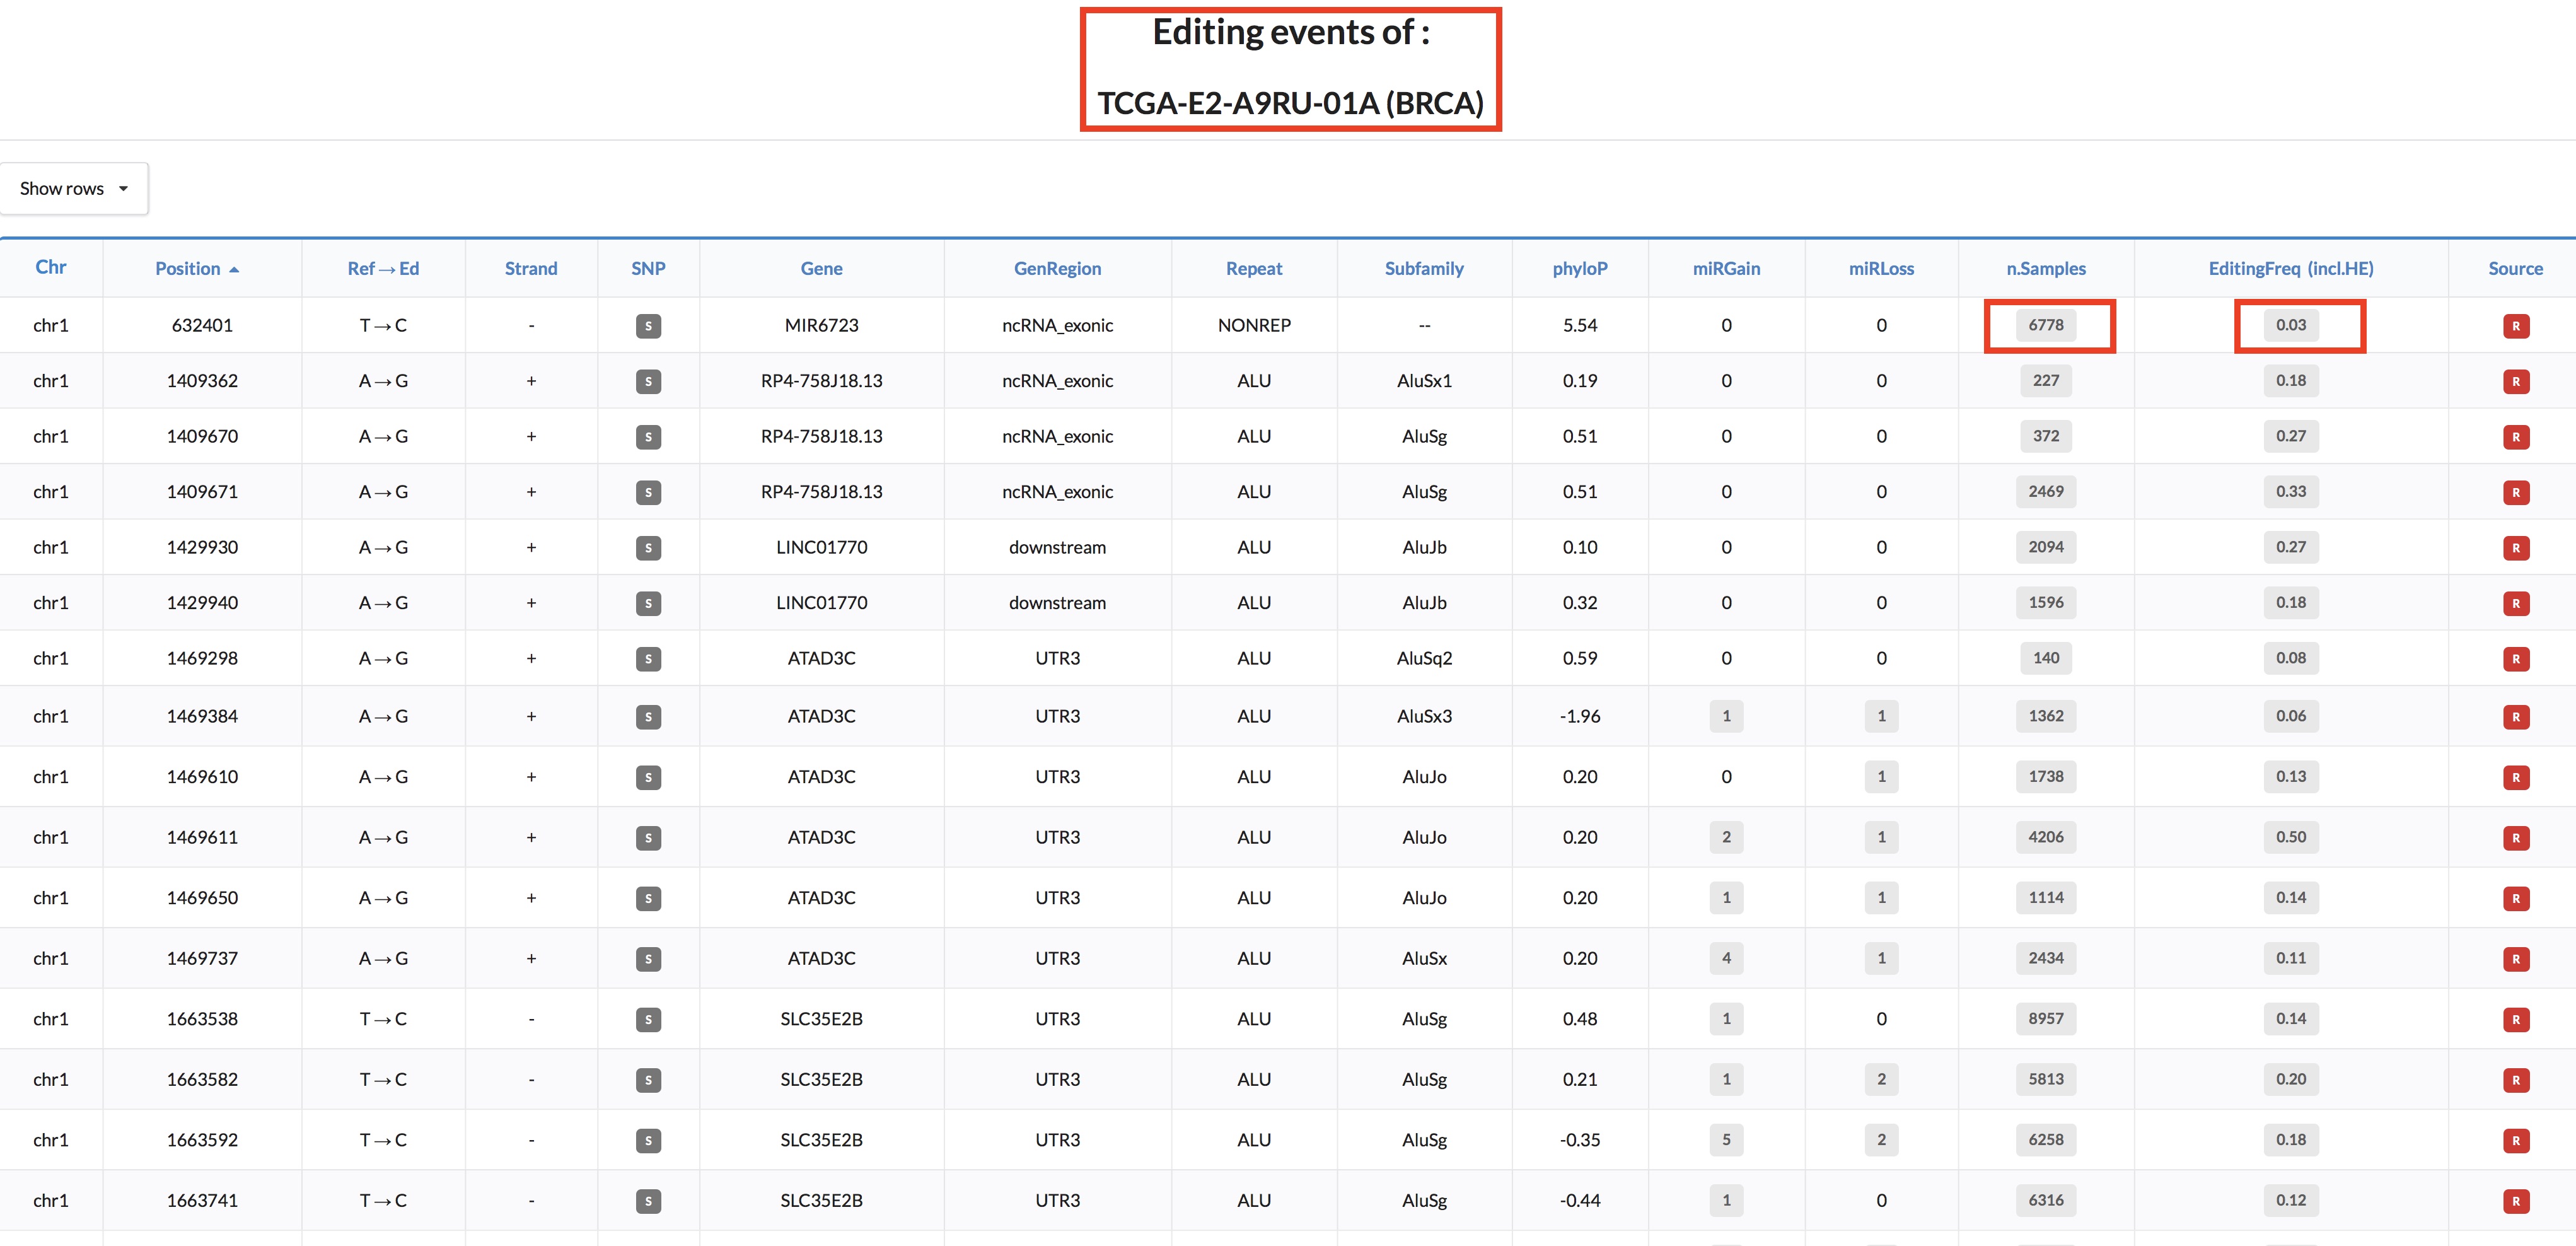 Editing events of :
TCGA-E2-A9RU-01A (BRCA)
Show rows
Chr Position Ref→Ed Strand SNP Gene GenRegion Repeat Subfamily phyloP miRGain miRLoss n.Samples EditingFreq (incl.HE) Source
chr1 632401 T→C - S MIR6723 ncRNA_exonic NONREP -- 5.54 0 0 6778 0.03 R
chr1 1409362 A→G + S RP4-758J18.13 ncRNA_exonic ALU AluSx1 0.19 0 0 227 0.18 R
chr1 1409670 A→G + S RP4-758J18.13 ncRNA_exonic ALU AluSg 0.51 0 0 372 0.27 R
chr1 1409671 A→G + S RP4-758J18.13 ncRNA_exonic ALU AluSg 0.51 0 0 2469 0.33 R
chr1 1429930 A→G + S LINC01770 downstream ALU AluJb 0.10 0 0 2094 0.27 R
chr1 1429940 A→G + S LINC01770 downstream ALU AluJb 0.32 0 0 1596 0.18 R
chr1 1469298 A→G + S ATAD3C UTR3 ALU AluSq2 0.59 0 0 140 0.08 R
chr1 1469384 A→G + S ATAD3C UTR3 ALU AluSx3 -1.96 1 1 1362 0.06 R
chr1 1469610 A→G + S ATAD3C UTR3 ALU AluJo 0.20 0 1 1738 0.13 R
chr1 1469611 A→G + S ATAD3C UTR3 ALU AluJo 0.20 2 1 4206 0.50 R
chr1 1469650 A→G + S ATAD3C UTR3 ALU AluJo 0.20 1 1 1114 0.14 R
chr1 1469737 A→G + S ATAD3C UTR3 ALU AluSx 0.20 4 1 2434 0.11 R
chr1 1663538 T→C - S SLC35E2B UTR3 ALU AluSg 0.48 1 0 8957 0.14 R
chr1 1663582 T→C - S SLC35E2B UTR3 ALU AluSg 0.21 1 2 5813 0.20 R
chr1 1663592 T→C - S SLC35E2B UTR3 ALU AluSg -0.35 5 2 6258 0.18 R
chr1 1663741 T→C - S SLC35E2B UTR3 ALU AluSg -0.44 1 0 6316 0.12 R